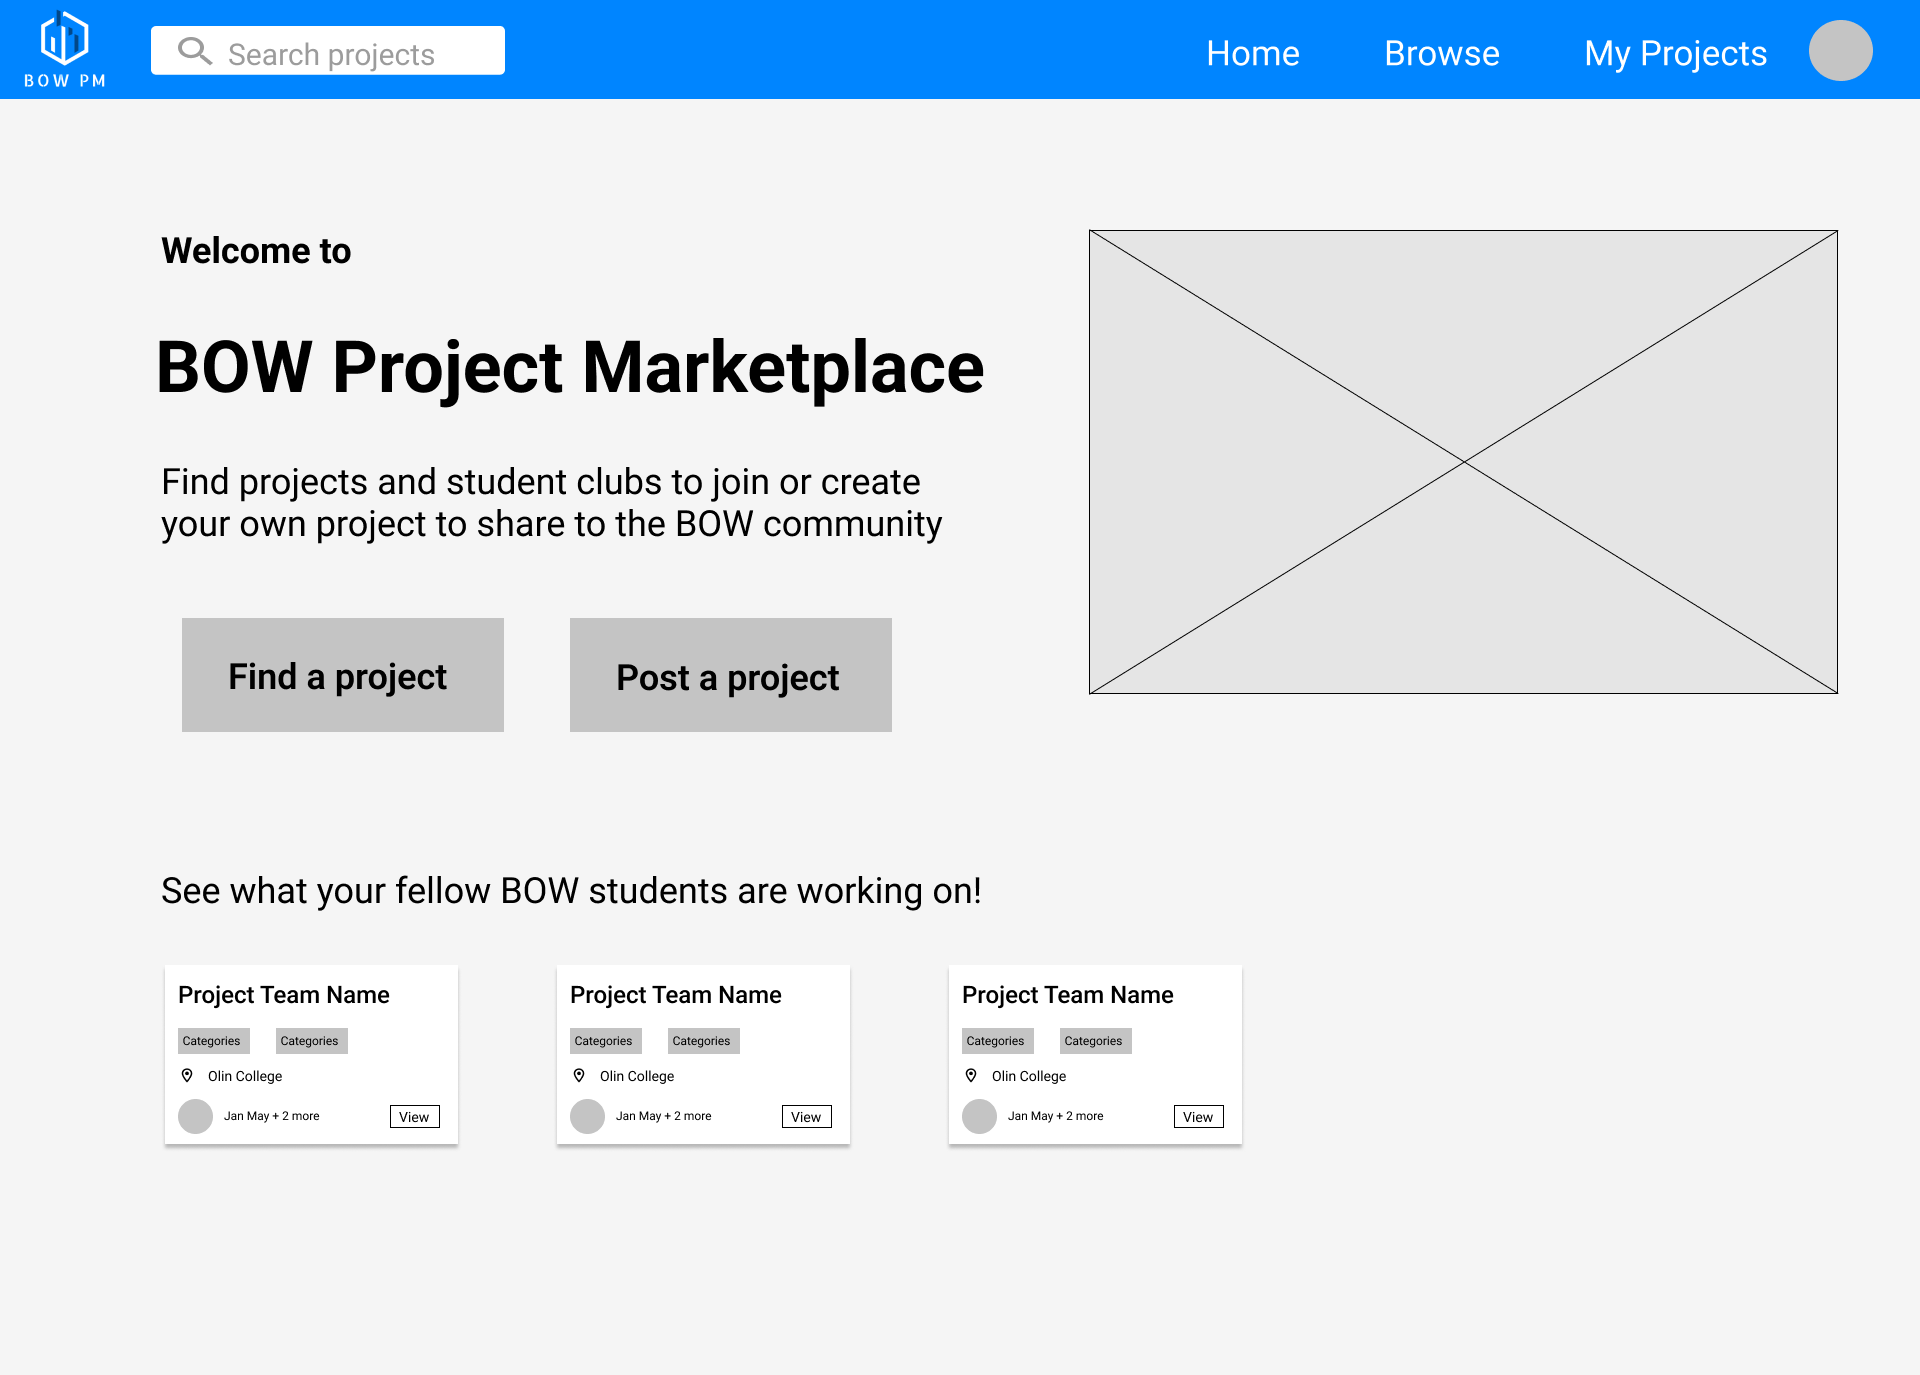 BOW PM
Search projects
Home
Browse
My Projects
Welcome to
BOW Project Marketplace
Find projects and student clubs to join or create
your own project to share to the BOW community
Find a project
Post a project
See what your fellow BOW students are working on!
Project Team Name
Categories
Categories
Olin College
Jan May + 2 more
View
Project Team Name
Categories
Categories
Olin College
Jan May + 2 more
View
Project Team Name
Categories
Categories
Olin College
Jan May + 2 more
View